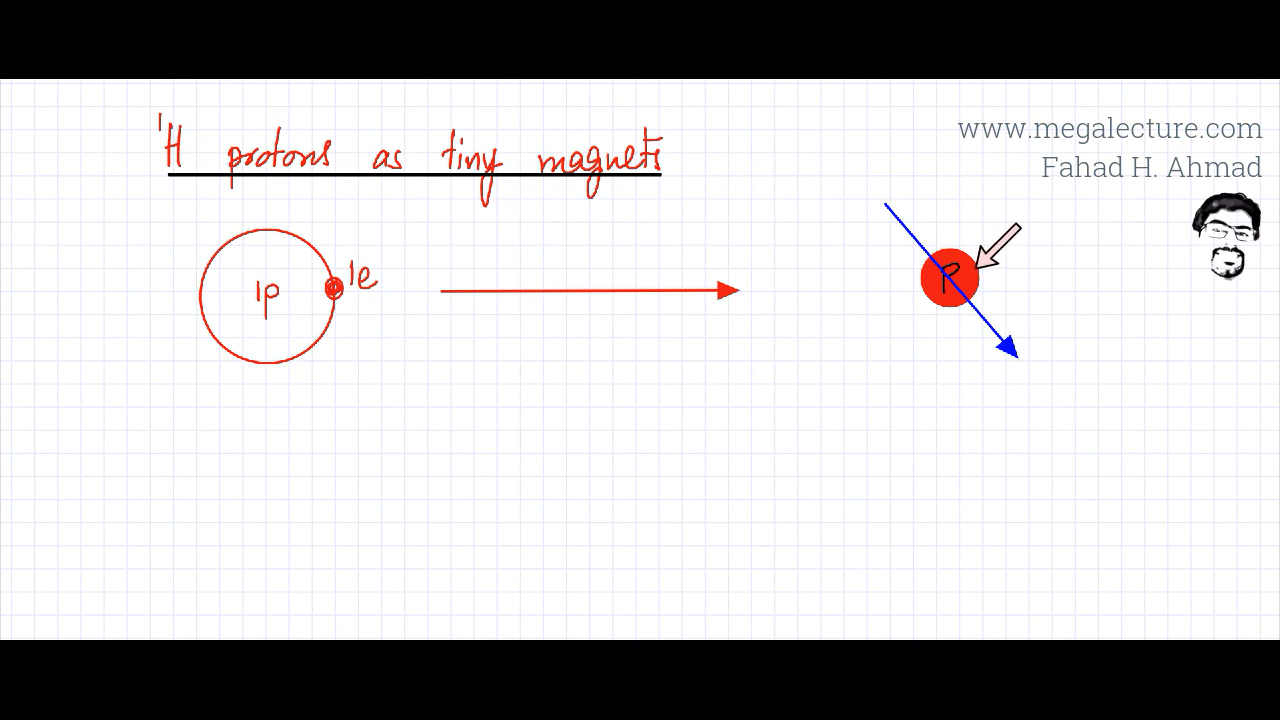 ¹H protons as tiny magnets
www.megalecture.com
Fahad H. Ahmad
1p
1e
P